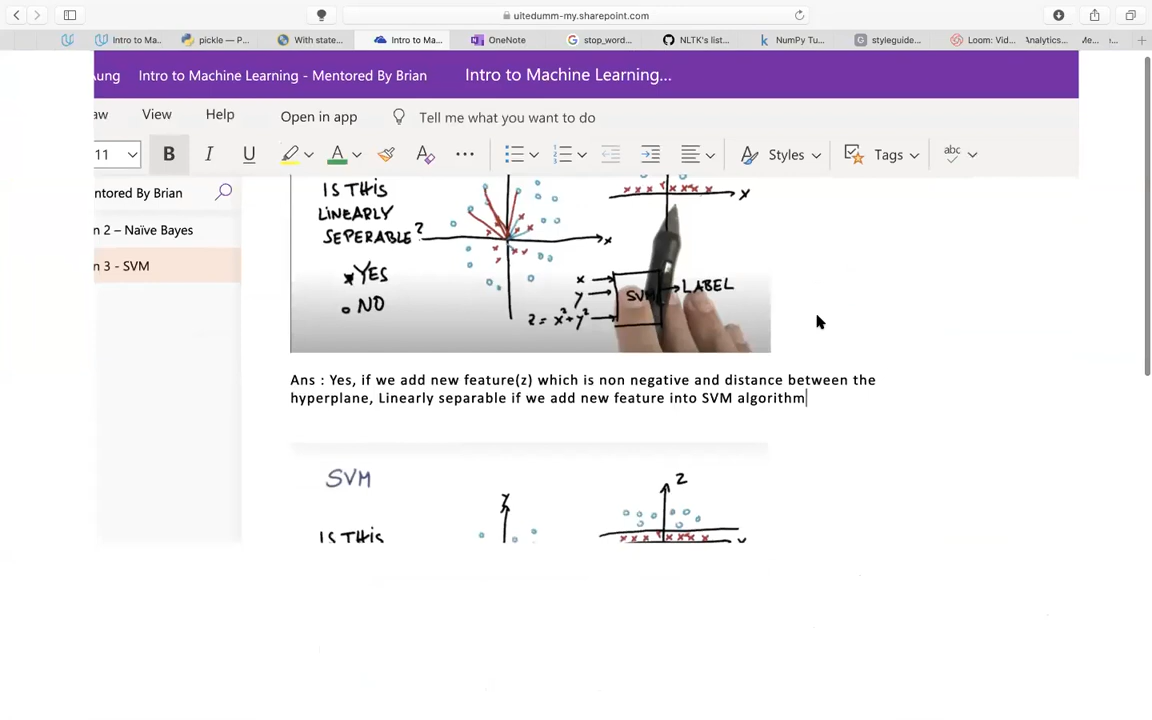 uitedumm-my.sharepoint.com
Intro to Ma..
pickle — P...
With state...
Intro to Ma...
OneNote
stop_word...
NLTK's list...
NumPy Tu...
styleguide...
Loom: Vid...
Analytics...
Aung
Intro to Machine Learning - Mentored By Brian
Intro to Machine Learning...
aw
View
Help
Open in app
Tell me what you want to do
11
B
I
U
A
A
Styles
Tags
abc
ntored By Brian
n 2 – Naïve Bayes
n 3 - SVM
IS THIS
LINEARLY
SEPERABLE?
YES
NO
x
x
x
y
z = x² + y²
SVM
LABEL
Ans : Yes, if we add new feature(z) which is non negative and distance between the
hyperplane, Linearly separable if we add new feature into SVM algorithm
SVM
IS THIS
Y
Z